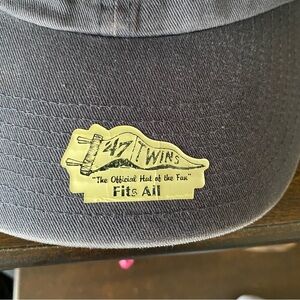 '47 TWINS
"The Official Hat of the Fan"
Fits All